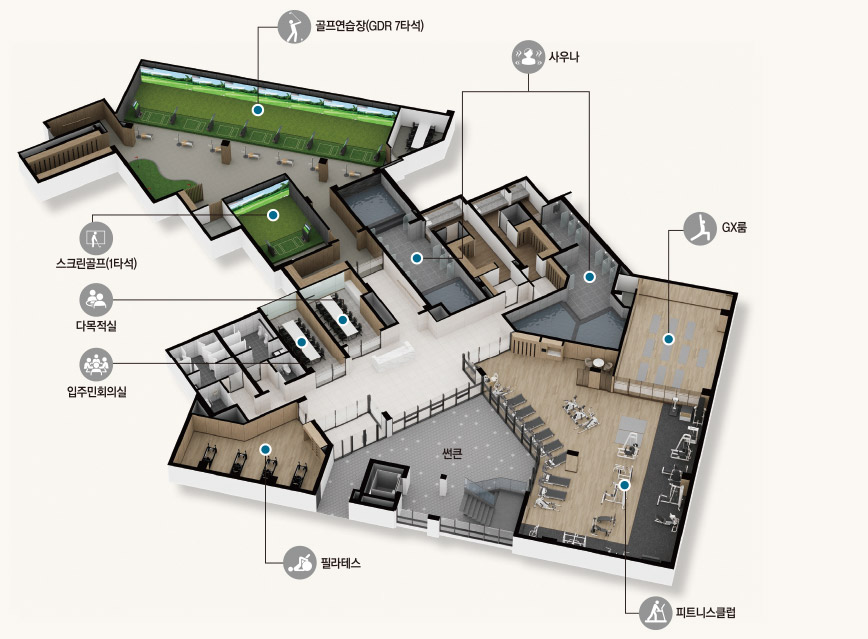 골프연습장(GDR 7타석)
사우나
GX룸
스크린골프(1타석)
다목적실
입주민회의실
썬큰
필라테스
피트니스클럽